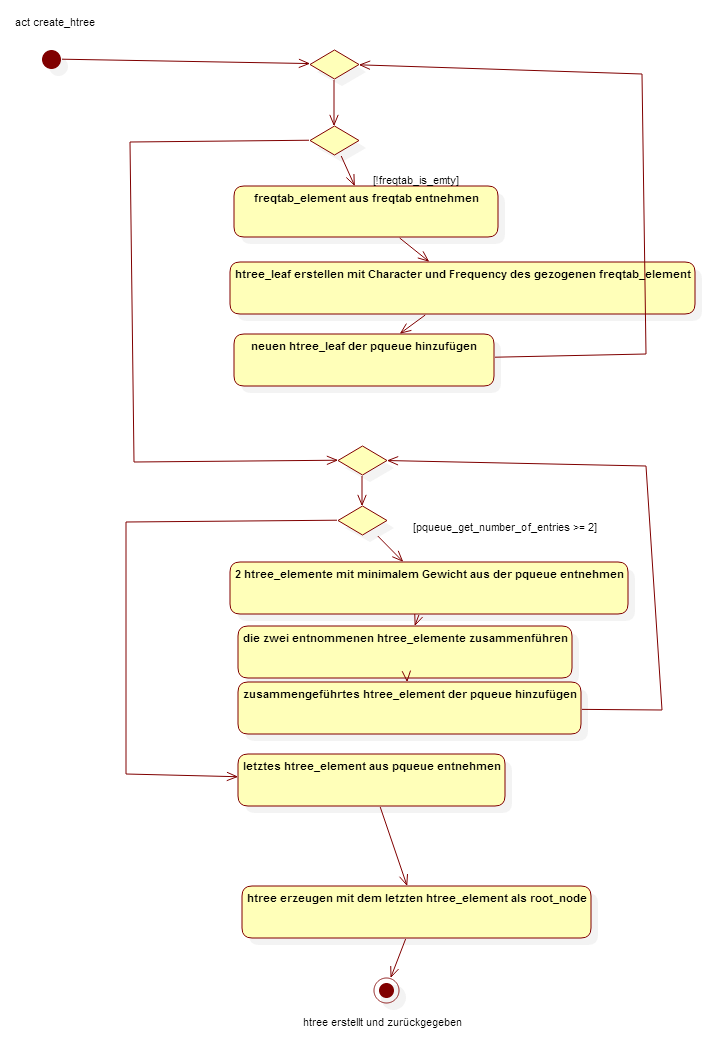 act create_htree
[!freqtab_is_emty]
freqtab_element aus freqtab entnehmen
htree_leaf erstellen mit Character und Frequency des gezogenen freqtab_element
neuen htree_leaf der pqueue hinzufügen
[pqueue_get_number_of_entries >= 2]
2 htree_elemente mit minimalem Gewicht aus der pqueue entnehmen
die zwei entnommenen htree_elemente zusammenführen
zusammengeführtes htree_element der pqueue hinzufügen
letztes htree_element aus pqueue entnehmen
htree erzeugen mit dem letzten htree_element als root_node
htree erstellt und zurückgegeben